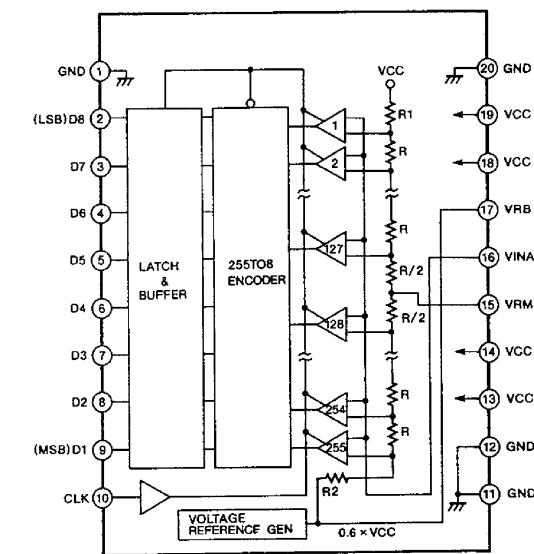 GND 1
(LSB)D8 2
D7 3
D6 4
D5 5
D4 6
D3 7
D2 8
(MSB)D1 9
CLK 10
LATCH
&
BUFFER
255TO8
ENCODER
1
2
127
128
254
255
VCC
R1
R
R
R/2
R/2
R
R
R2
VOLTAGE
REFERENCE GEN
0.6 × VCC
20 GND
19 VCC
18 VCC
17 VRB
16 VINA
15 VRM
14 VCC
13 VCC
12 GND
11 GND